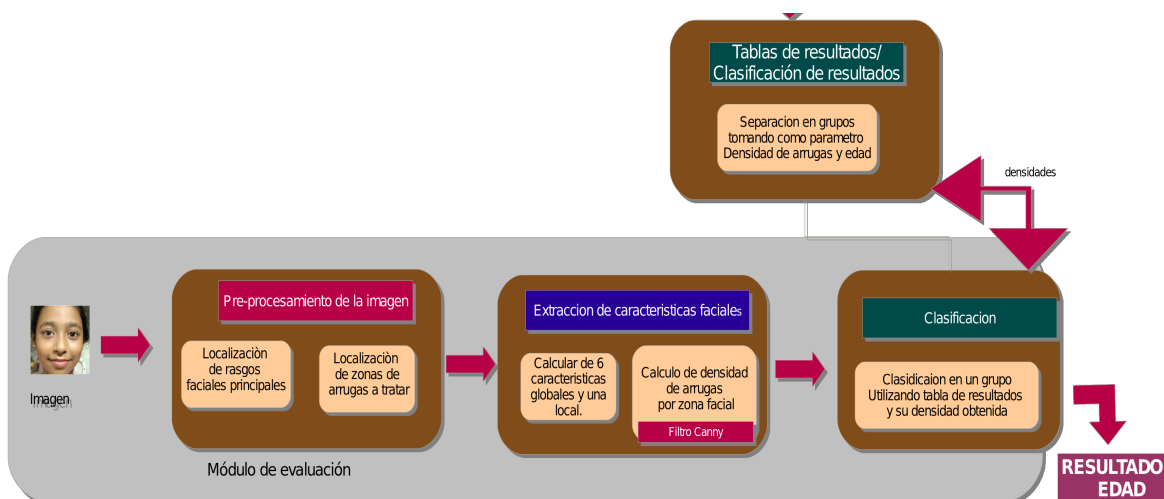 Tablas de resultados/
Clasificación de resultados
Separacion en grupos
tomando como parametro
Densidad de arrugas y edad
densidades
Pre-procesamiento de la imagen
Localizaciòn
de rasgos
faciales principales
Localizaciòn
de zonas de
arrugas a tratar
Extraccion de caracteristicas faciales
Calcular de 6
caracteristicas
globales y una
local.
Calculo de densidad
de arrugas
por zona facial
Filtro Canny
Clasificacion
Clasidicaion en un grupo
Utilizando tabla de resultados
y su densidad obtenida
Imagen
Imagen
Módulo de evaluación
RESULTADO
EDAD